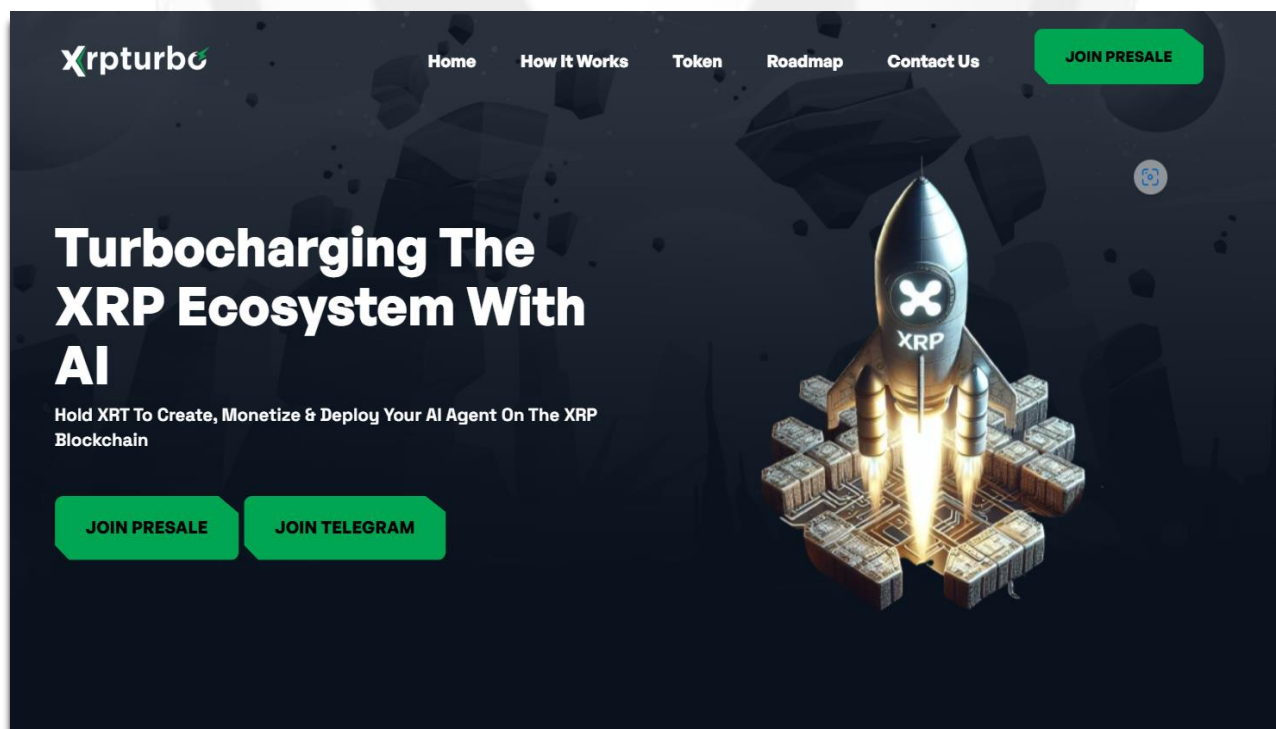 Xrpturbo
Home How It Works Token Roadmap Contact Us JOIN PRESALE
Turbocharging The
XRP Ecosystem With
AI
Hold XRT To Create, Monetize & Deploy Your AI Agent On The XRP
Blockchain
JOIN PRESALE JOIN TELEGRAM
XRP